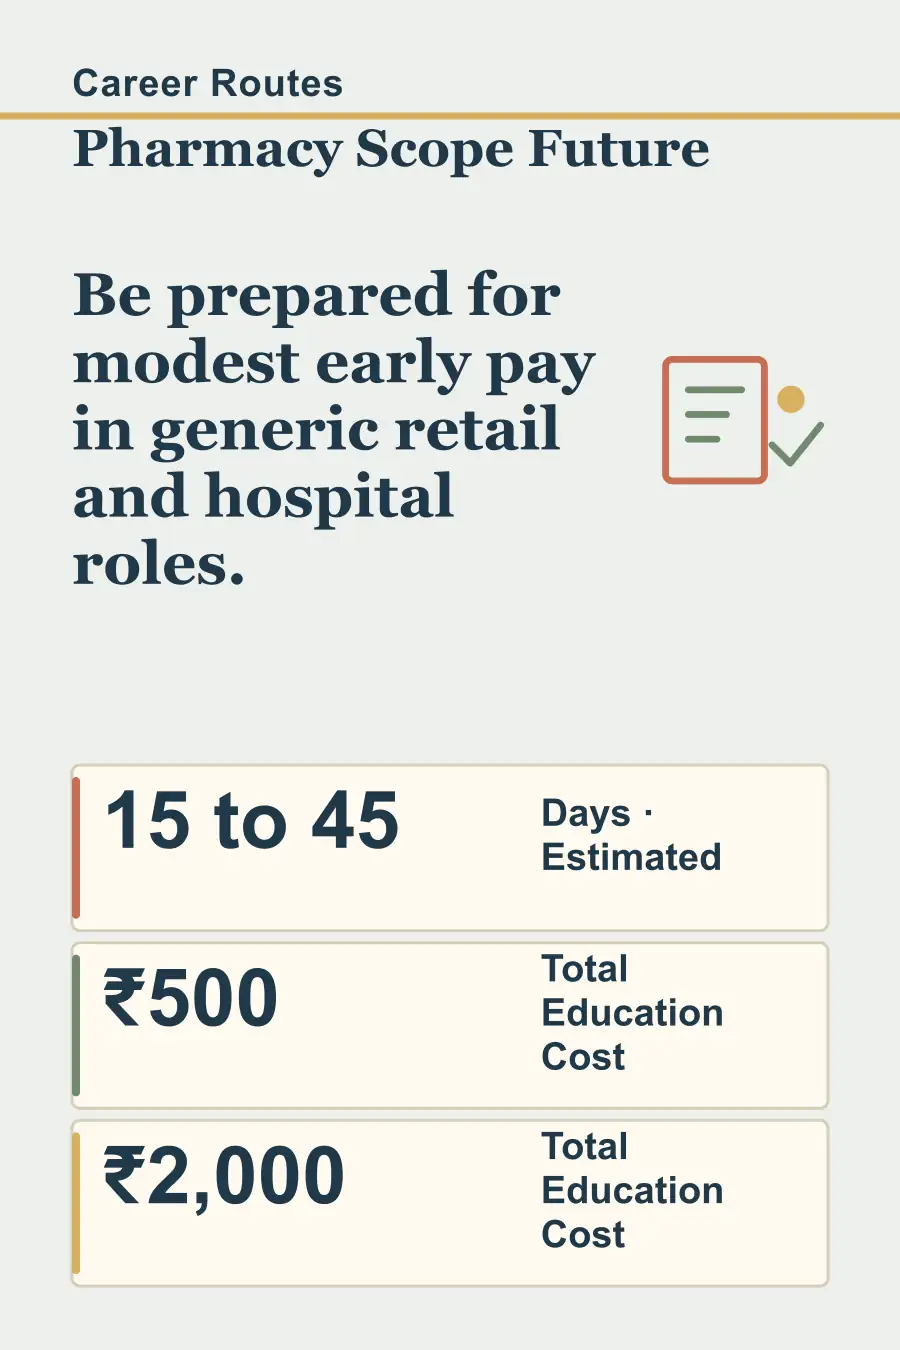 Career Routes
Pharmacy Scope Future
Be prepared for
modest early pay
in generic retail
and hospital
roles.
15 to 45
Days ·
Estimated
₹500
Total
Education
Cost
₹2,000
Total
Education
Cost